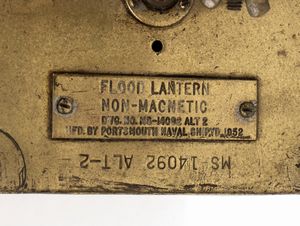 FLOOD LANTERN
NON-MAGNETIC
DWG. NO. MS-14092 ALT 2
MFD. BY PORTSMOUTH NAVAL SHIPYD. 1952
MS-14092 ALT-2